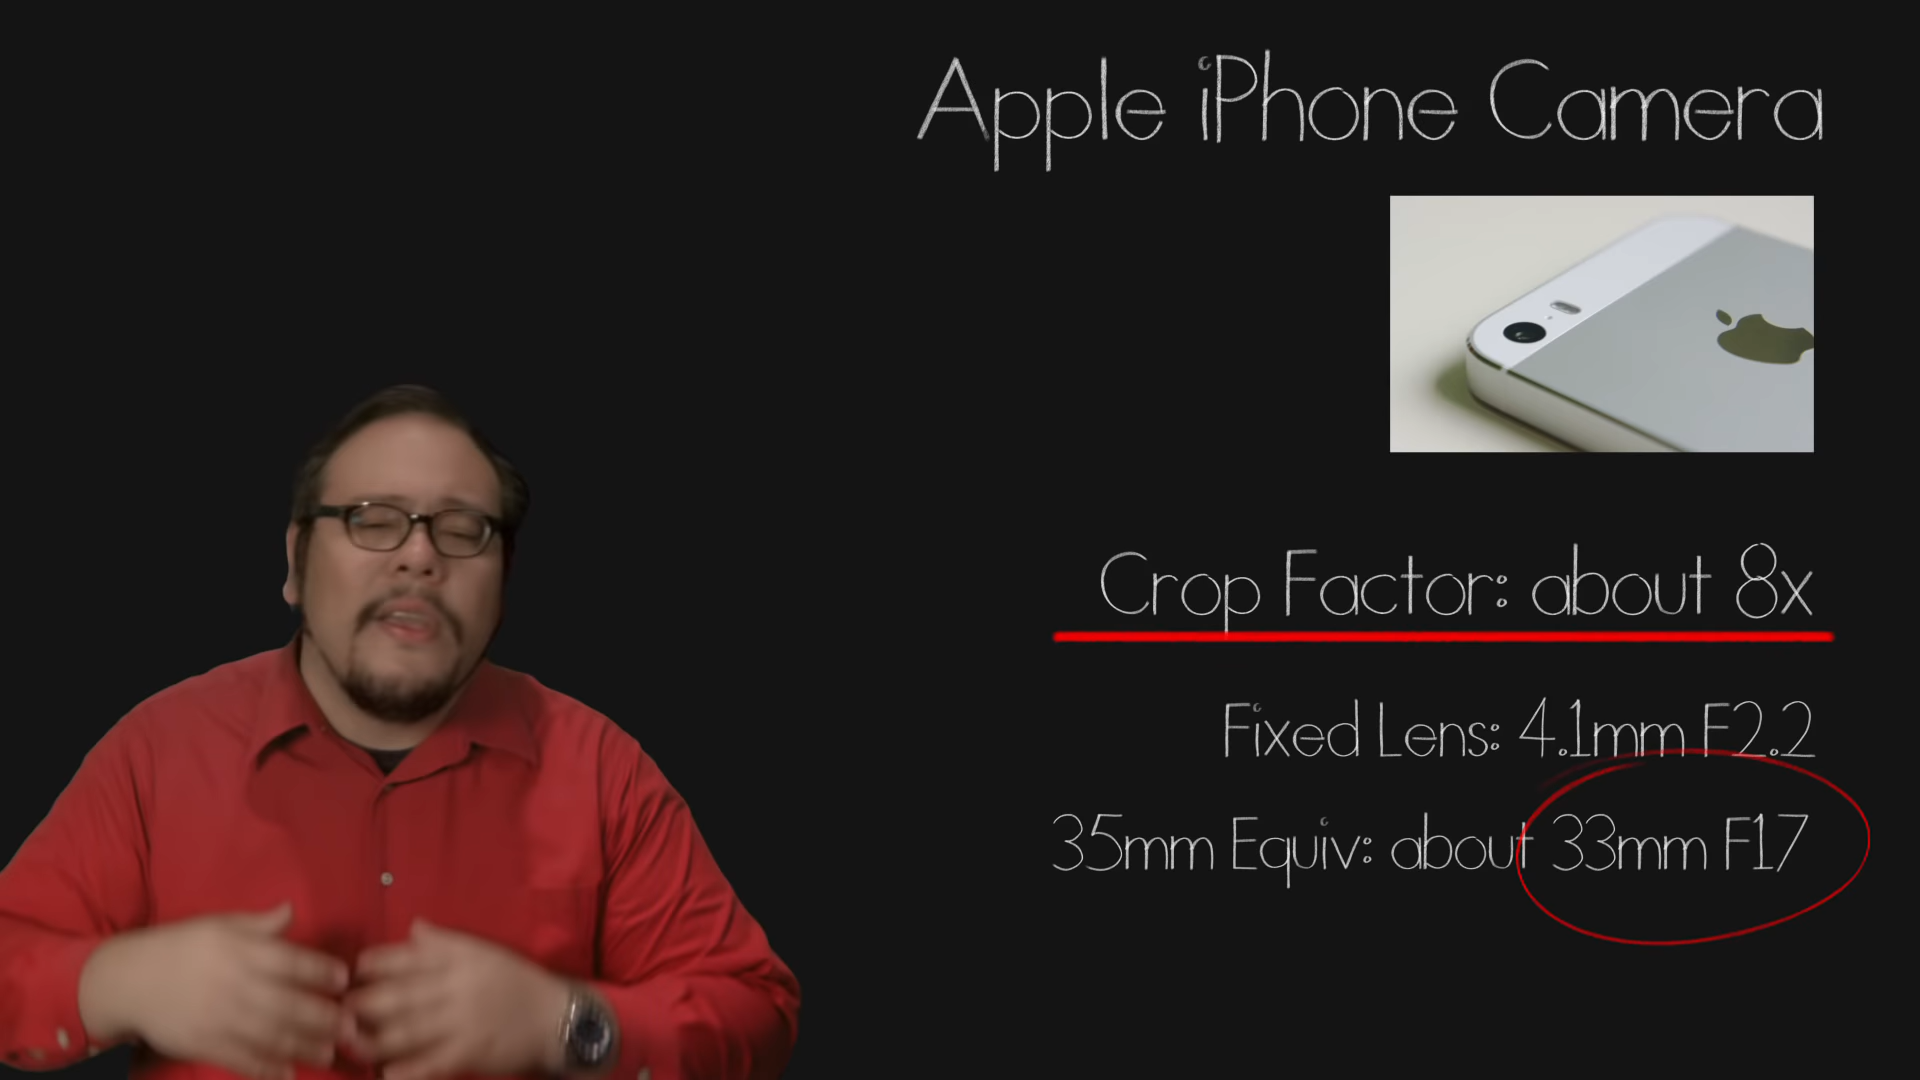 Apple iPhone Camera
Crop Factor: about 8x
Fixed Lens: 4.1mm F2.2
35mm Equiv: about 33mm F17